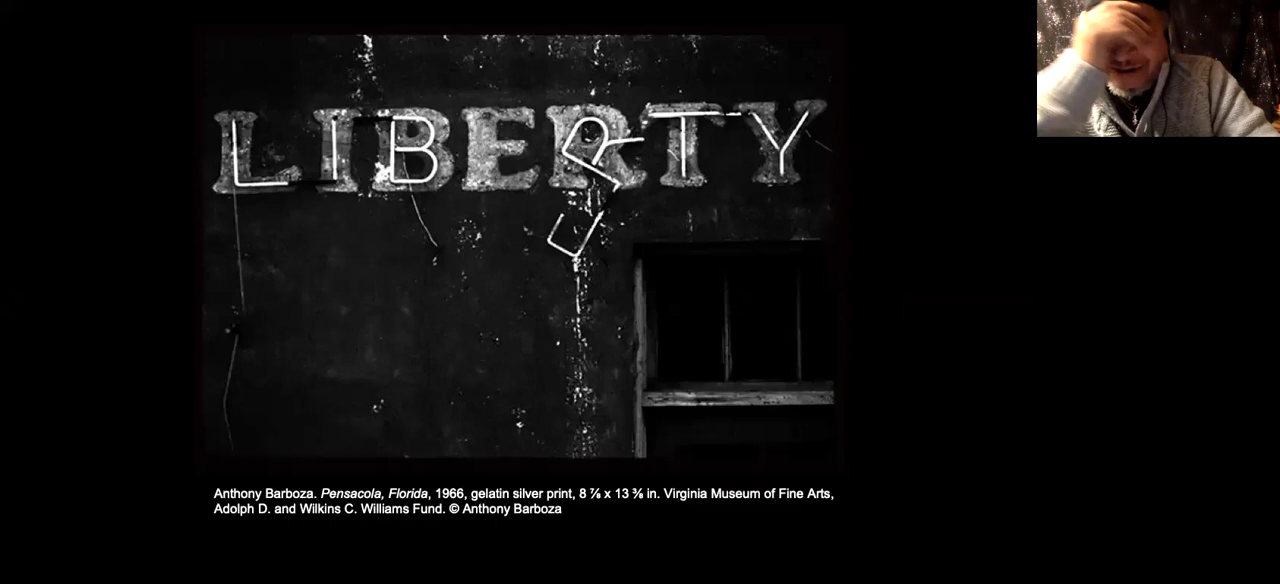 LIBERTY
Anthony Barboza. Pensacola, Florida, 1966, gelatin silver print, 8 ⅞ x 13 ⅜ in. Virginia Museum of Fine Arts,
Adolph D. and Wilkins C. Williams Fund. © Anthony Barboza